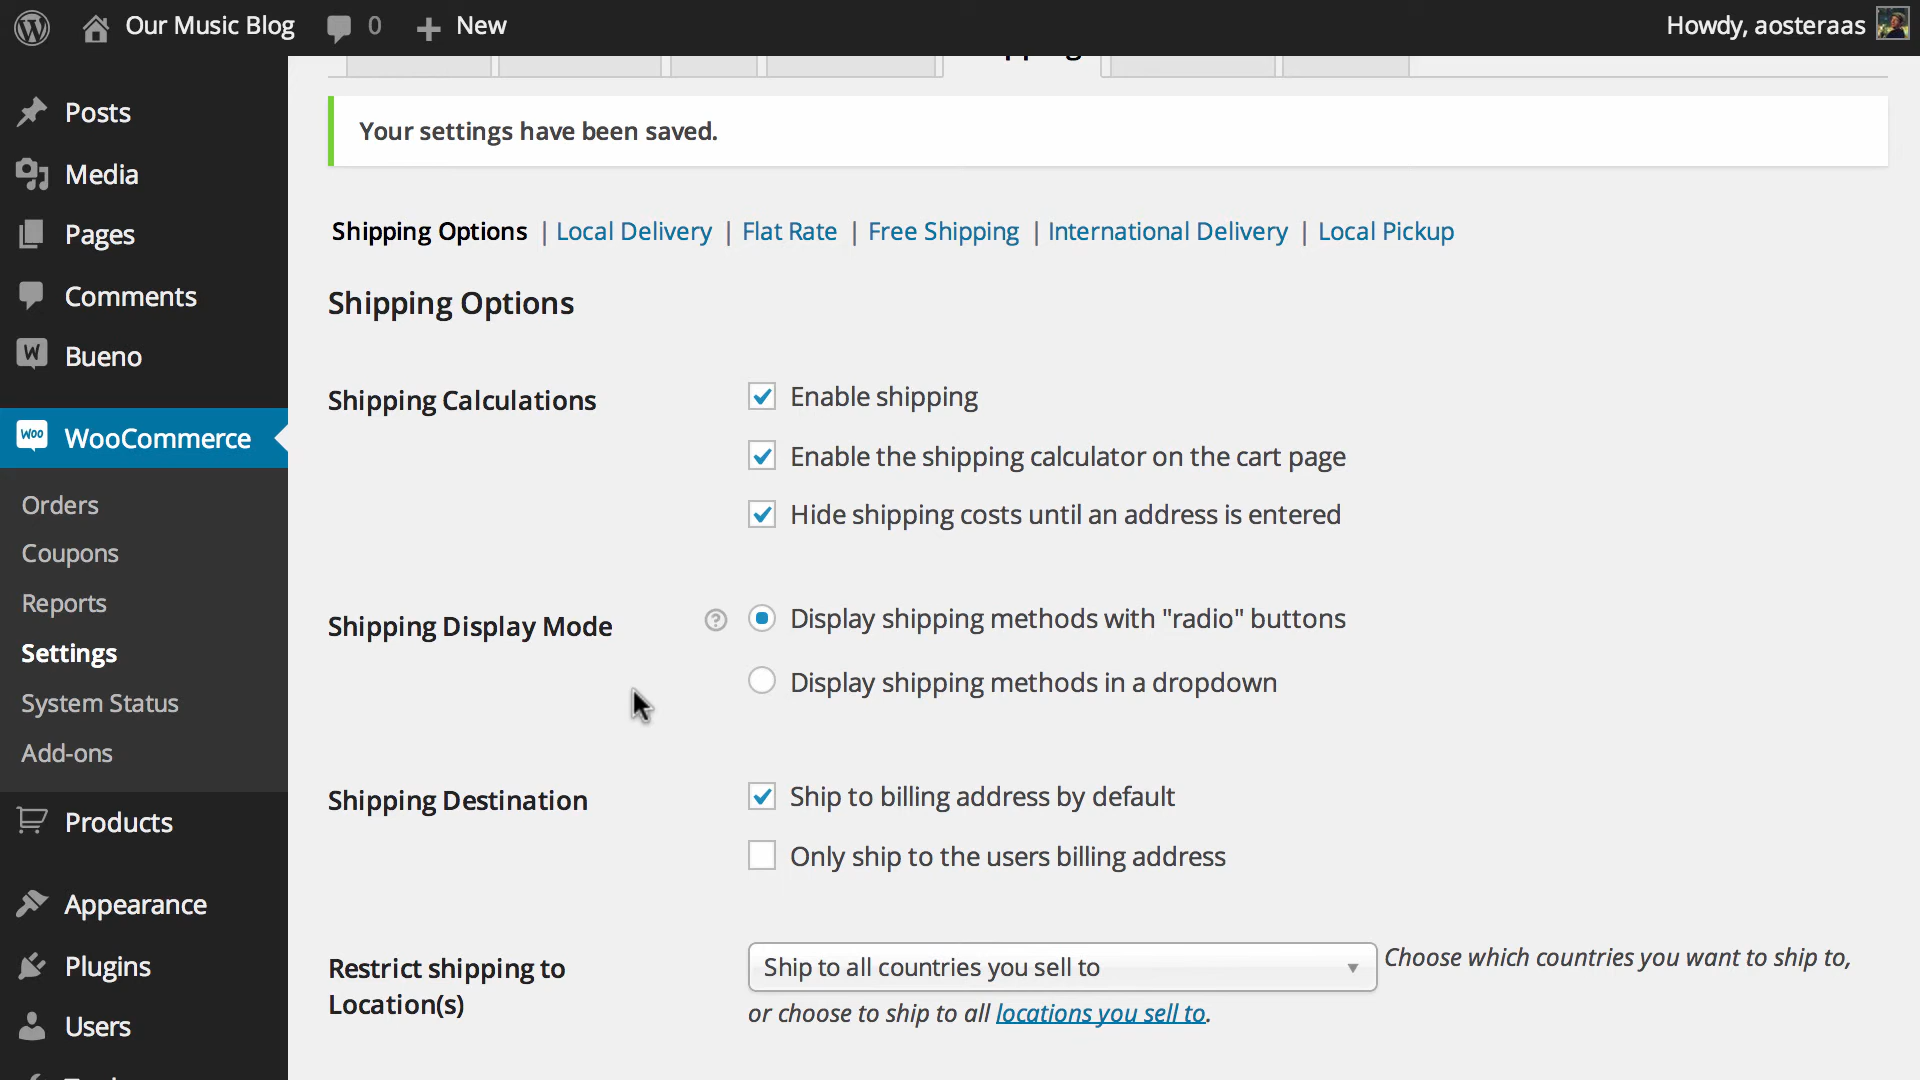 Our Music Blog 0 New Howdy, aosteraas
Posts
Media
Pages
Comments
Bueno
WooCommerce
Orders
Coupons
Reports
Settings
System Status
Add-ons
Products
Appearance
Plugins
Users
Your settings have been saved.
Shipping Options | Local Delivery | Flat Rate | Free Shipping | International Delivery | Local Pickup
Shipping Options
Shipping Calculations
Enable shipping
Enable the shipping calculator on the cart page
Hide shipping costs until an address is entered
Shipping Display Mode
Display shipping methods with "radio" buttons
Display shipping methods in a dropdown
Shipping Destination
Ship to billing address by default
Only ship to the users billing address
Restrict shipping to
Location(s)
Ship to all countries you sell to
Choose which countries you want to ship to,
or choose to ship to all locations you sell to.